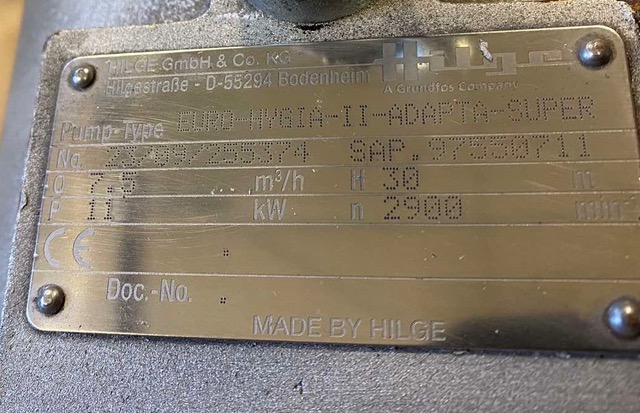 HILGE GmbH & Co. KG
Hilgestraße - D-55294 Bodenheim
Hilge
A Grundfos Company
Pump-Type EURO-HYGIA-II-ADAPTA-SUPER
No. SAP. 97550711
Q 7,5 m³/h H 30 m
P 11 kW n 2900 min⁻¹
CE
Doc.-No.
MADE BY HILGE